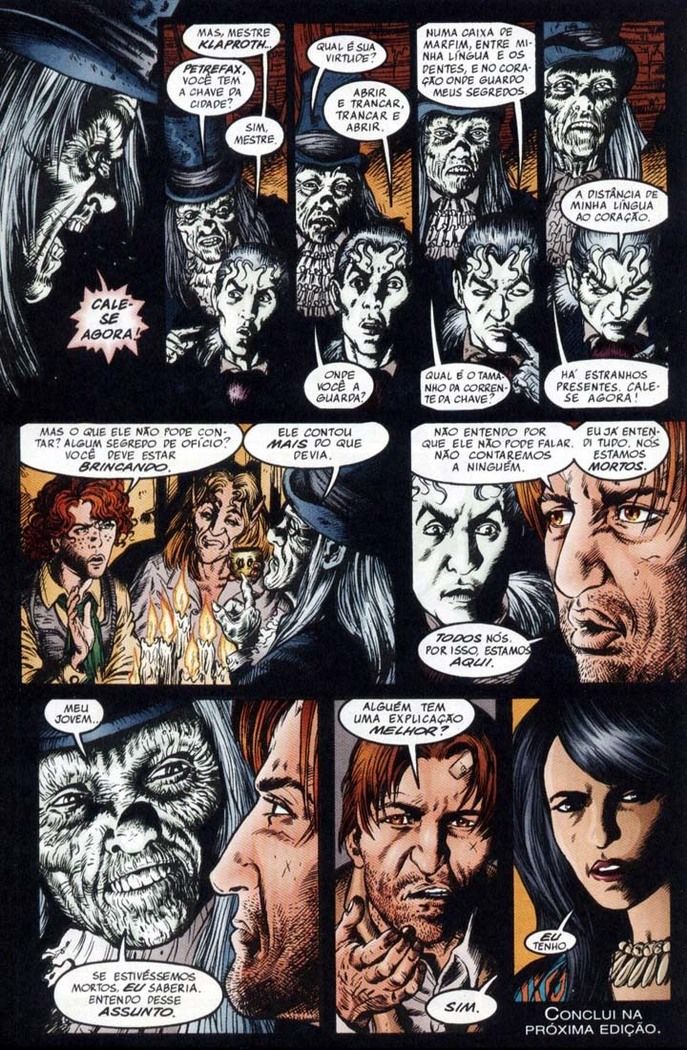 CALE-
SE
AGORA!
MAS, MESTRE
KLAPROTH...
PETREFAX,
VOCÊ TEM
A CHAVE DA
CIDADE?
SIM,
MESTRE.
QUAL É SUA
VIRTUDE?
ABRIR
E TRANCAR,
TRANCAR E
ABRIR.
ONDE
VOCÊ A
GUARDA?
NUMA CAIXA DE
MARFIM, ENTRE MI-
NHA LÍNGUA E OS
DENTES, E NO CORA-
ÇÃO ONDE GUARDO
MEUS SEGREDOS.
QUAL É O TAMA-
NHO DA CORREN-
TE DA CHAVE?
A DISTÂNCIA DE
MINHA LÍNGUA
AO CORAÇÃO.
HÁ ESTRANHOS
PRESENTES. CALE-
SE AGORA!
MAS O QUE ELE NÃO PODE CON-
TAR? ALGUM SEGREDO DE OFÍCIO?
VOCÊ DEVE ESTAR
BRINCANDO.
ELE CONTOU
MAIS DO QUE
DEVIA.
NÃO ENTENDO POR
QUE ELE NÃO PODE FALAR.
NÃO CONTAREMOS
A NINGUÉM.
EU JÁ ENTEN-
DI TUDO. NÓS
ESTAMOS
MORTOS.
TODOS NÓS.
POR ISSO, ESTAMOS
AQUI.
MEU
JOVEM...
SE ESTIVÉSSEMOS
MORTOS, EU SABERIA.
ENTENDO DESSE
ASSUNTO.
ALGUÉM TEM
UMA EXPLICAÇÃO
MELHOR?
SIM.
EU
TENHO.
CONCLUI NA
PRÓXIMA EDIÇÃO.